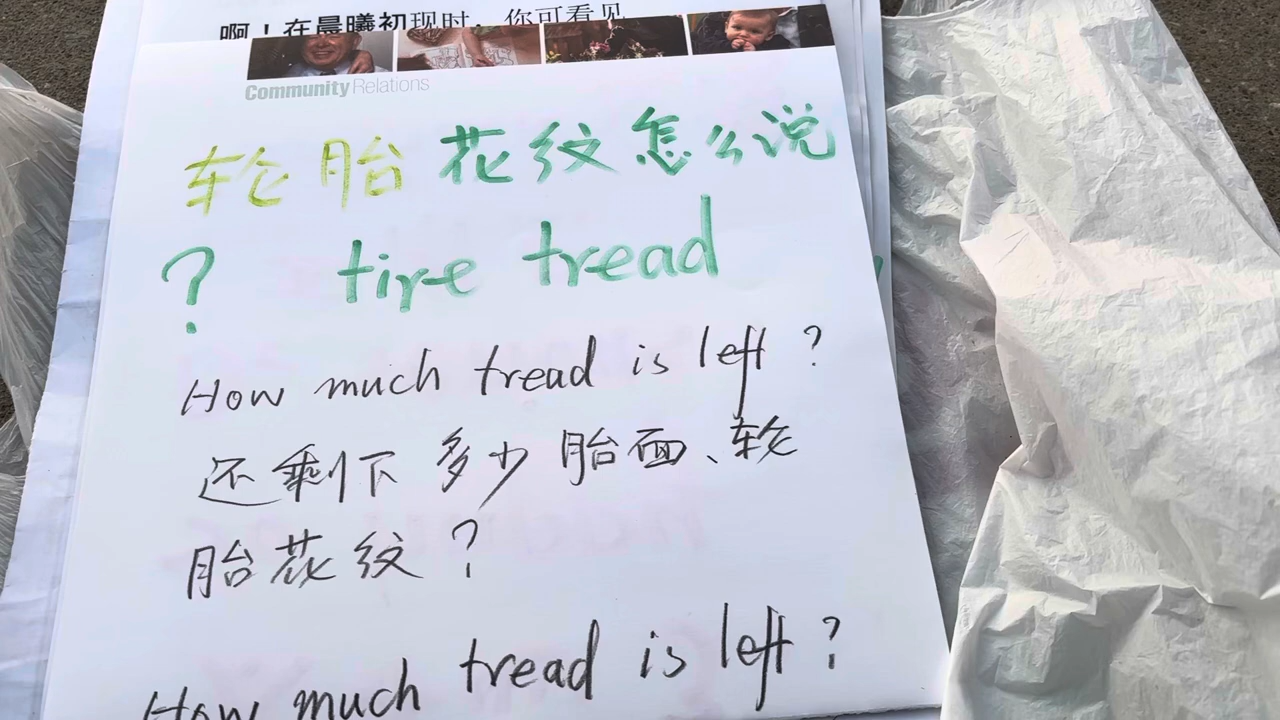 啊！在晨曦初现时，你可看见
Community Relations
轮胎花纹怎么说
? tire tread
How much tread is left ?
还剩下多少胎面、轮
胎花纹？
How much tread is left ?